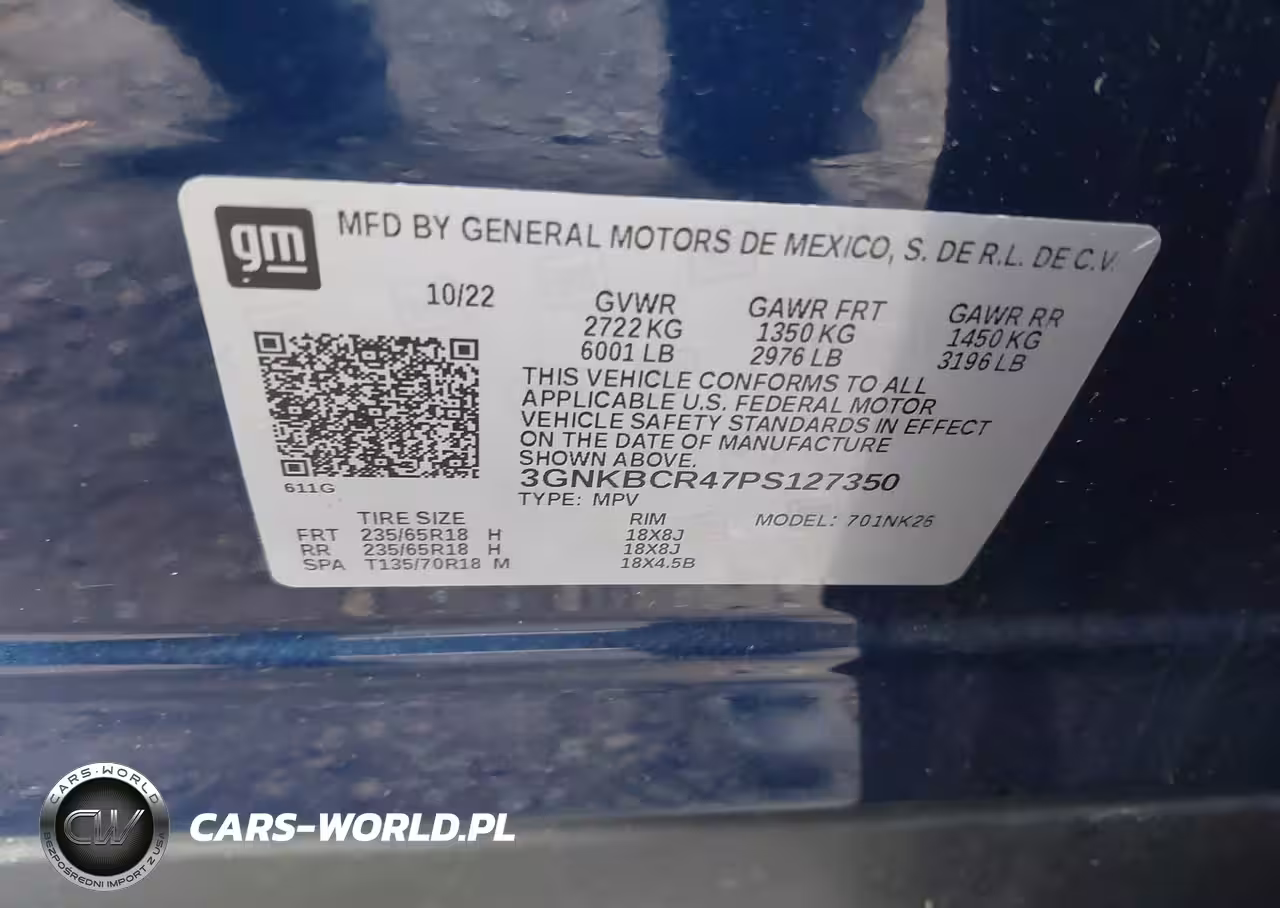 gm
MFD BY GENERAL MOTORS DE MEXICO, S. DE R.L. DE C.V.
10/22
GVWR GAWR FRT GAWR RR
2722 KG 1350 KG 1450 KG
6001 LB 2976 LB 3196 LB
THIS VEHICLE CONFORMS TO ALL
APPLICABLE U.S. FEDERAL MOTOR
VEHICLE SAFETY STANDARDS IN EFFECT
ON THE DATE OF MANUFACTURE
SHOWN ABOVE.
3GNKBCR47PS127350
611G
TYPE: MPV
TIRE SIZE RIM MODEL: 701NK26
FRT 235/65R18 H 18X8J
RR 235/65R18 H 18X8J
SPA T135/70R18 M 18X4.5B
CARS-WORLD
CW
BEZPOŚREDNI IMPORT Z USA
CARS-WORLD.PL